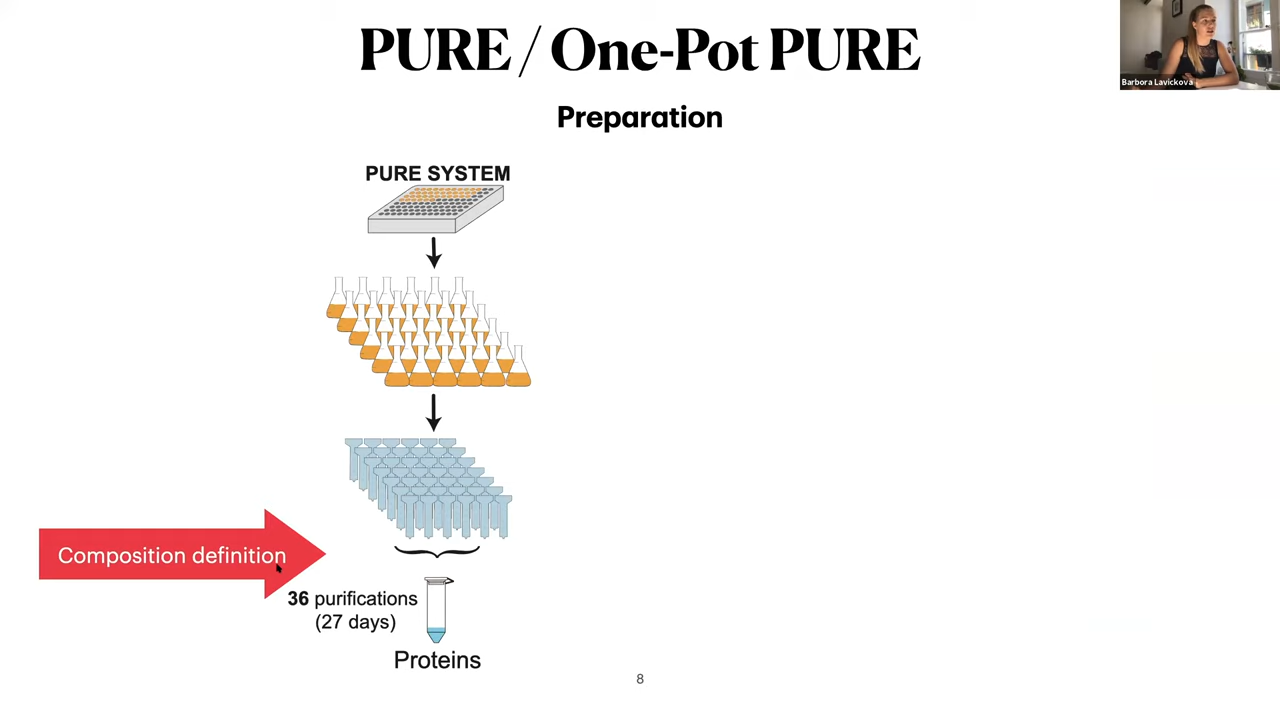 PURE / One-Pot PURE
Barbora Lavickova
Preparation
PURE SYSTEM
Composition definition
36 purifications
(27 days)
Proteins
8